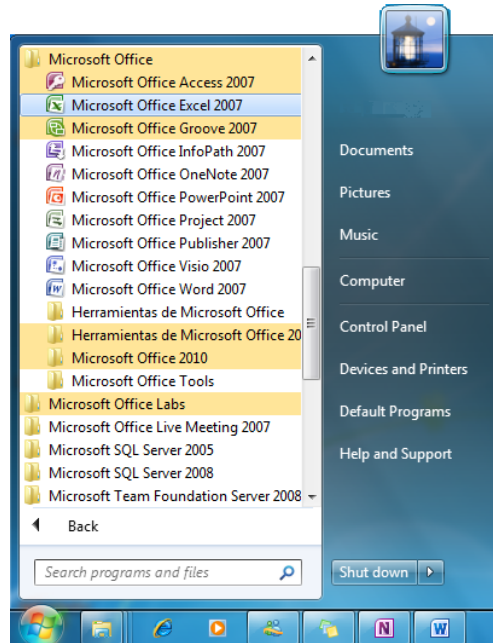 Microsoft Office
Microsoft Office Access 2007
Microsoft Office Excel 2007
Microsoft Office Groove 2007
Microsoft Office InfoPath 2007
Microsoft Office OneNote 2007
Microsoft Office PowerPoint 2007
Microsoft Office Project 2007
Microsoft Office Publisher 2007
Microsoft Office Visio 2007
Microsoft Office Word 2007
Herramientas de Microsoft Office
Herramientas de Microsoft Office 20
Microsoft Office 2010
Microsoft Office Tools
Microsoft Office Labs
Microsoft Office Live Meeting 2007
Microsoft SQL Server 2005
Microsoft SQL Server 2008
Microsoft Team Foundation Server 2008
Back
Search programs and files
Documents
Pictures
Music
Computer
Control Panel
Devices and Printers
Default Programs
Help and Support
Shut down